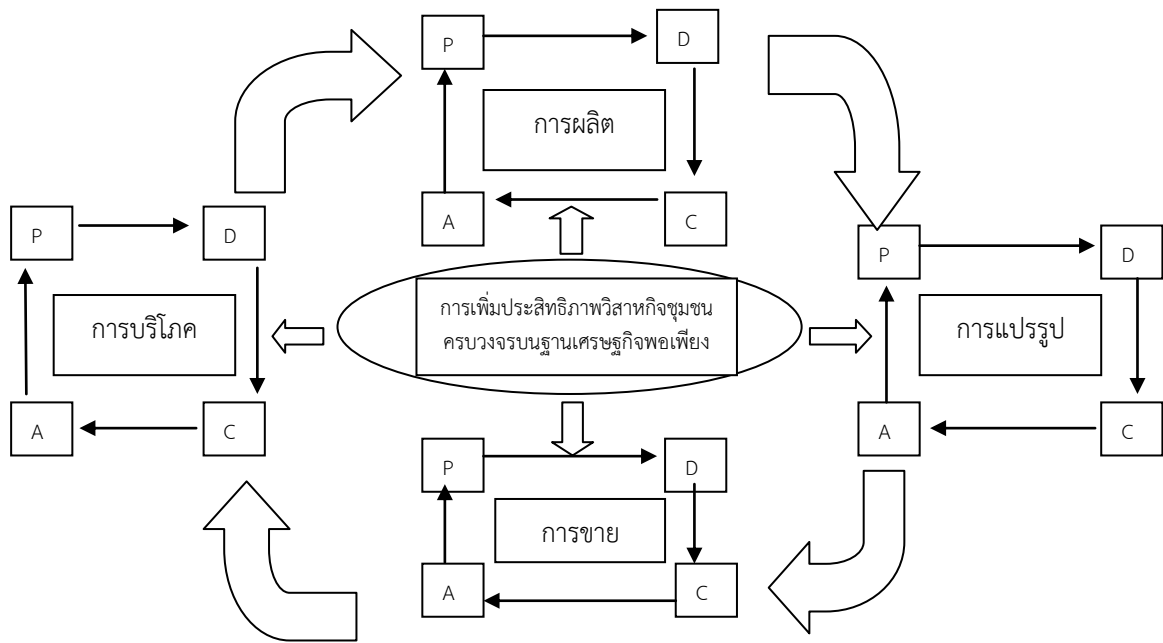 P
D
การผลิต
A
C
P
D
การบริโภค
A
C
การเพิ่มประสิทธิภาพวิสาหกิจชุมชน
ครบวงจรบนฐานเศรษฐกิจพอเพียง
P
D
การแปรรูป
A
C
P
D
การขาย
A
C